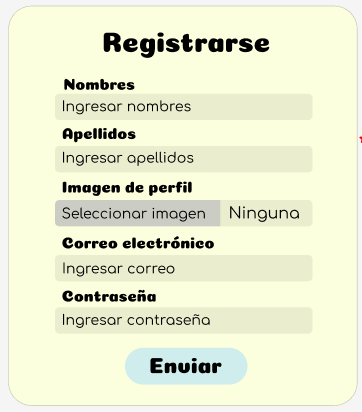 Registrarse
Nombres
Ingresar nombres
Apellidos
Ingresar apellidos
Imagen de perfil
Seleccionar imagen Ninguna
Correo electrónico
Ingresar correo
Contraseña
Ingresar contraseña
Enviar